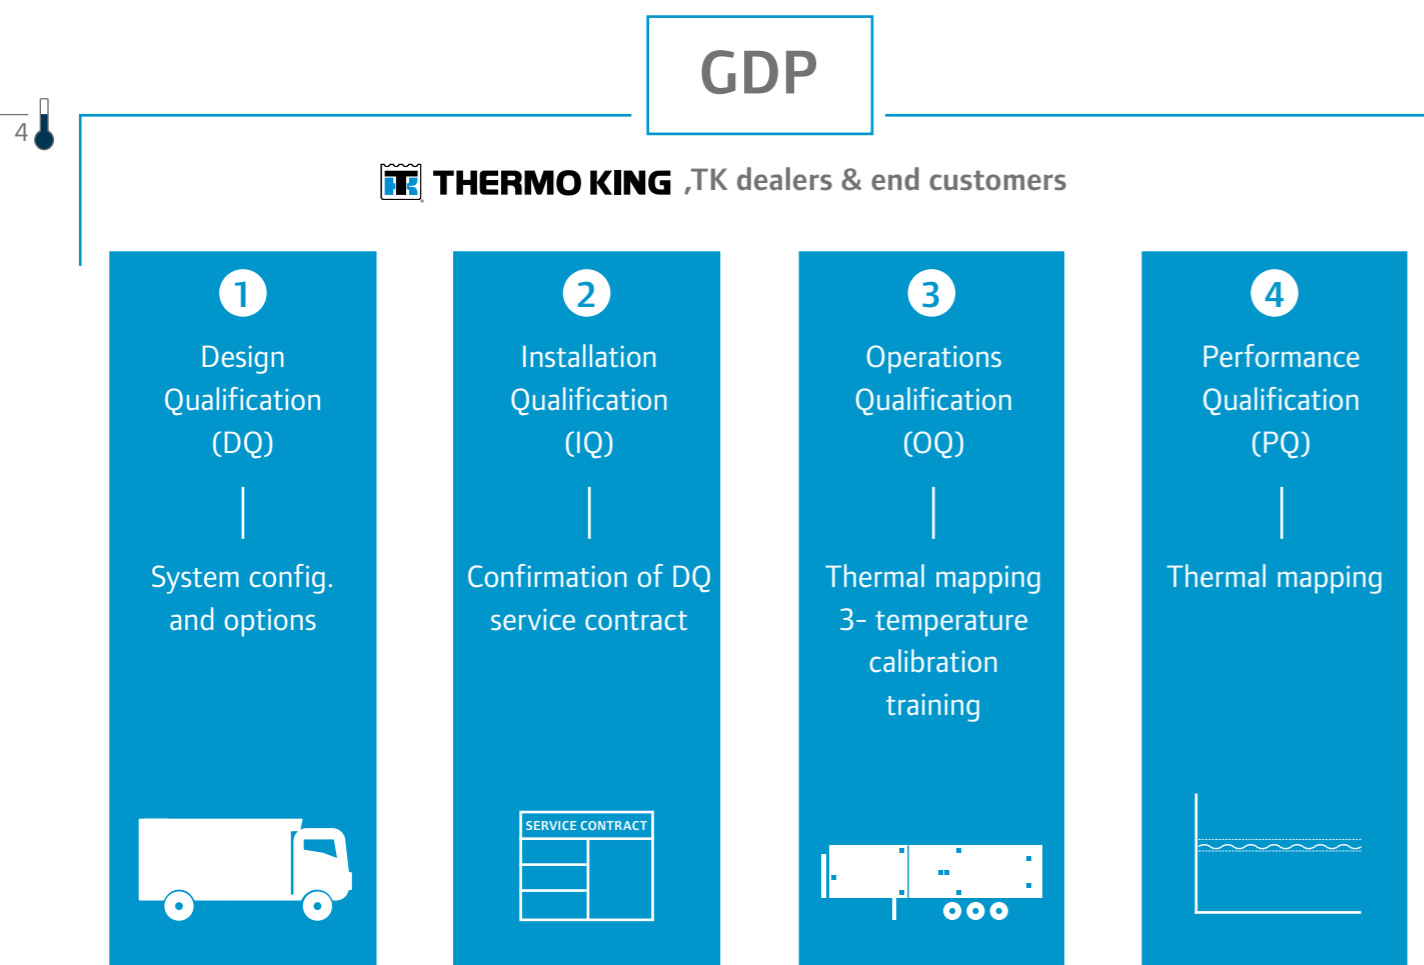 GDP
4
THERMO KING ,TK dealers & end customers
1
Design
Qualification
(DQ)
System config.
and options
2
Installation
Qualification
(IQ)
Confirmation of DQ
service contract
SERVICE CONTRACT
3
Operations
Qualification
(OQ)
Thermal mapping
3- temperature
calibration
training
4
Performance
Qualification
(PQ)
Thermal mapping